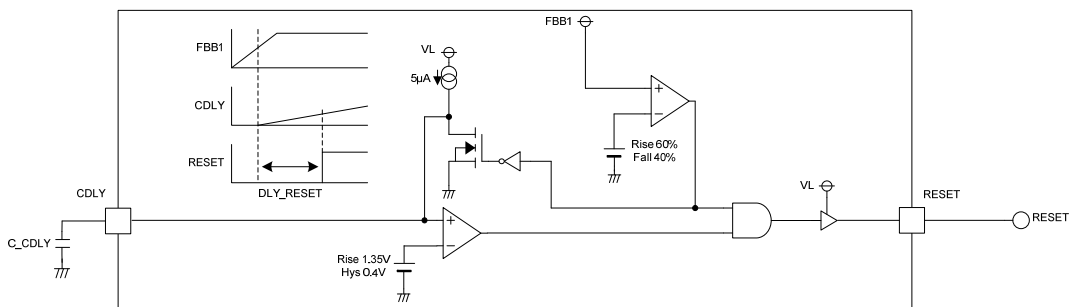 FBB1
CDLY
RESET
DLY_RESET
FBB1
VL
5μA
Rise 60%
Fall 40%
VL
CDLY
RESET
RESET
C_CDLY
Rise 1.35V
Hys 0.4V